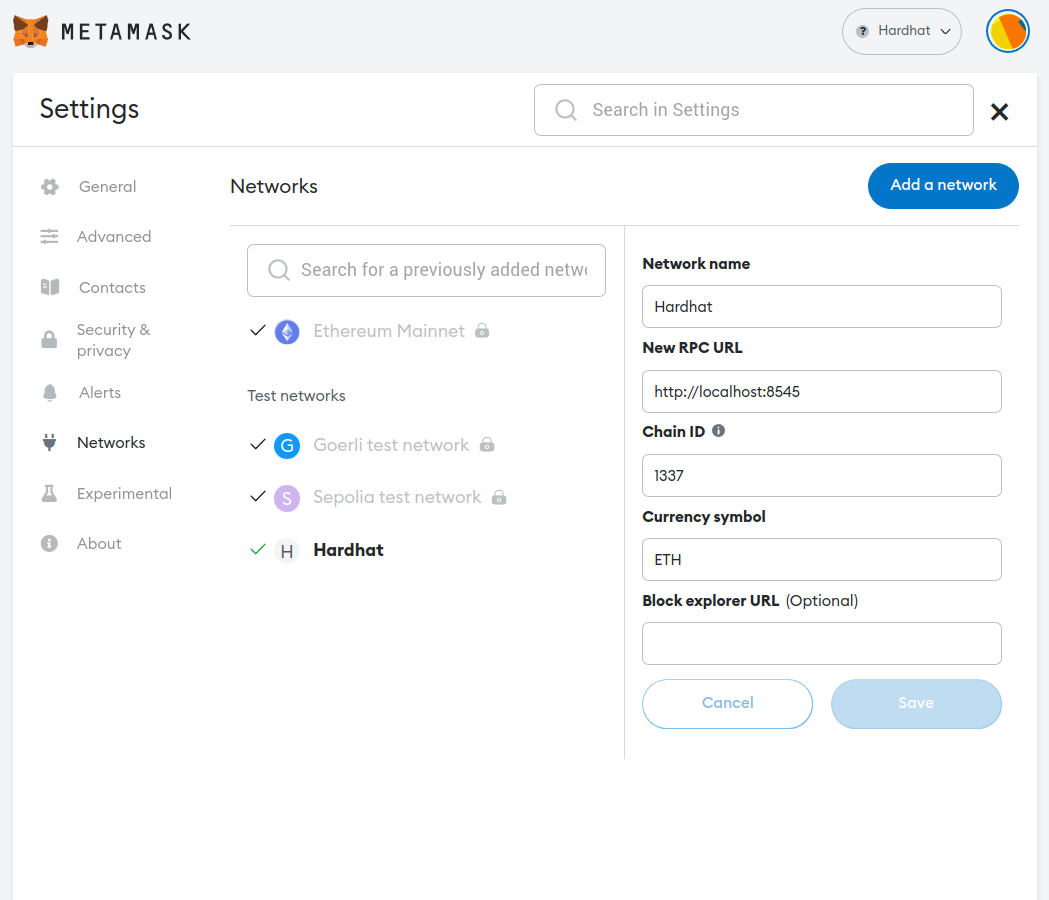 METAMASK
? Hardhat
Settings
Search in Settings
General
Advanced
Contacts
Security &
privacy
Alerts
Networks
Experimental
About
Networks
Add a network
Search for a previously added netw
Ethereum Mainnet
Test networks
G Goerli test network
S Sepolia test network
H Hardhat
Network name
Hardhat
New RPC URL
http://localhost:8545
Chain ID
1337
Currency symbol
ETH
Block explorer URL (Optional)
Cancel
Save